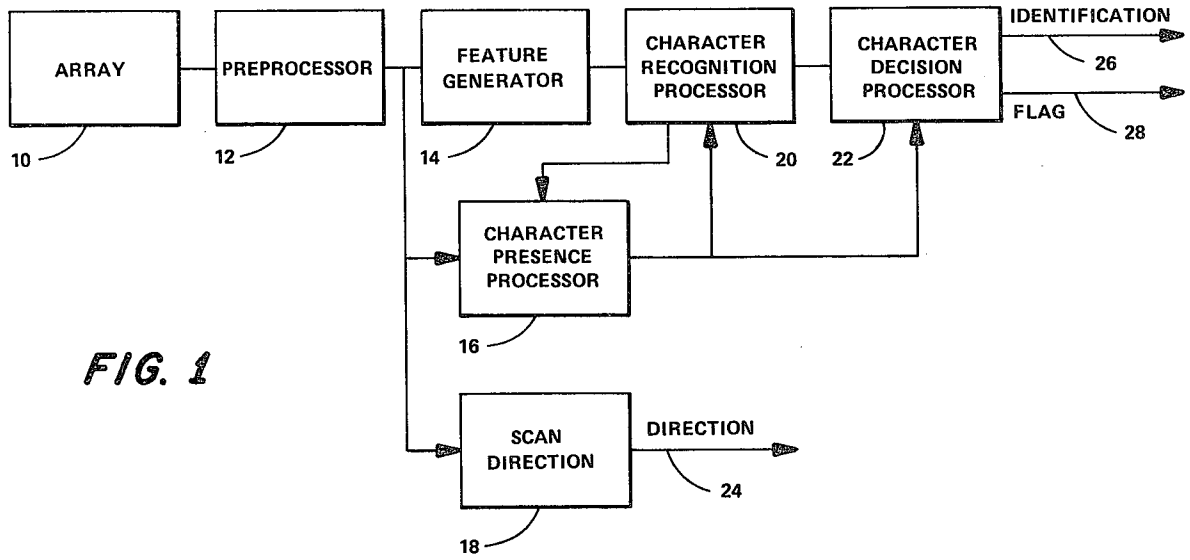 ARRAY
10
PREPROCESSOR
12
FEATURE
GENERATOR
14
CHARACTER
RECOGNITION
PROCESSOR
20
CHARACTER
DECISION
PROCESSOR
22
IDENTIFICATION
26
FLAG
28
CHARACTER
PRESENCE
PROCESSOR
16
FIG. 1
SCAN
DIRECTION
18
DIRECTION
24